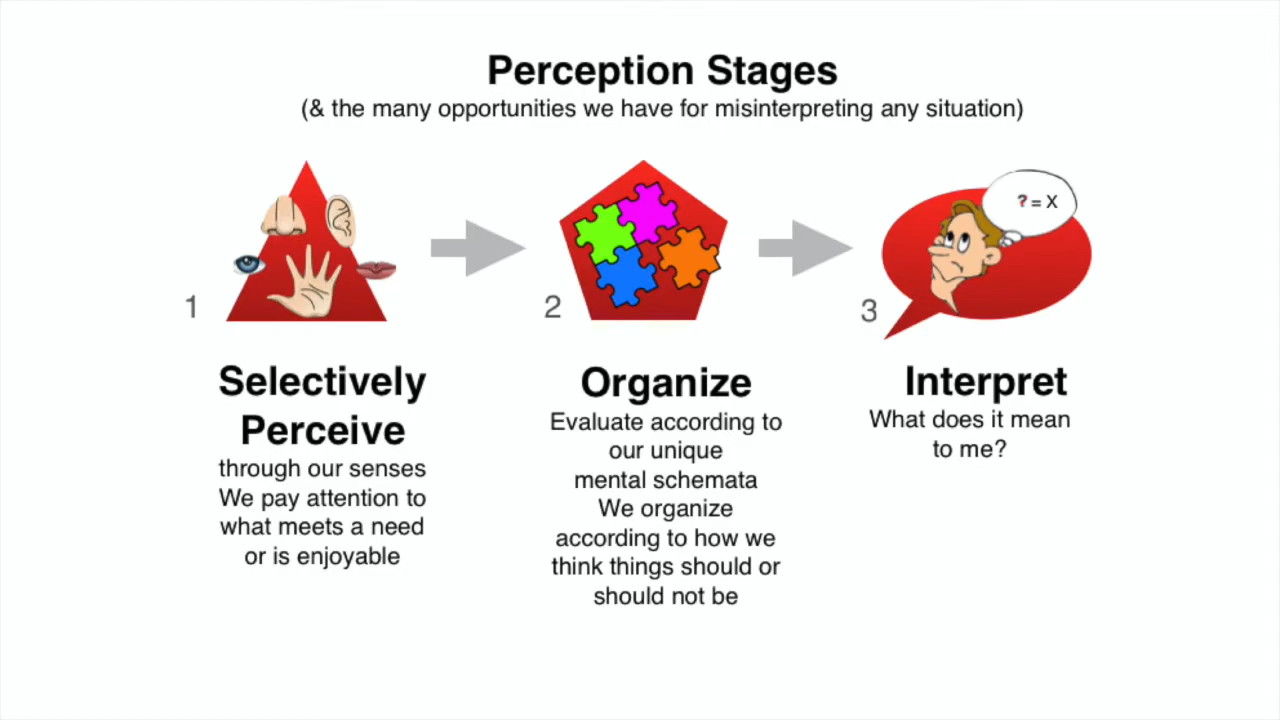 Perception Stages
(& the many opportunities we have for misinterpreting any situation)
1
Selectively
Perceive
through our senses
We pay attention to
what meets a need
or is enjoyable
2
Organize
Evaluate according to
our unique
mental schemata
We organize
according to how we
think things should or
should not be
? = X
3
Interpret
What does it mean
to me?